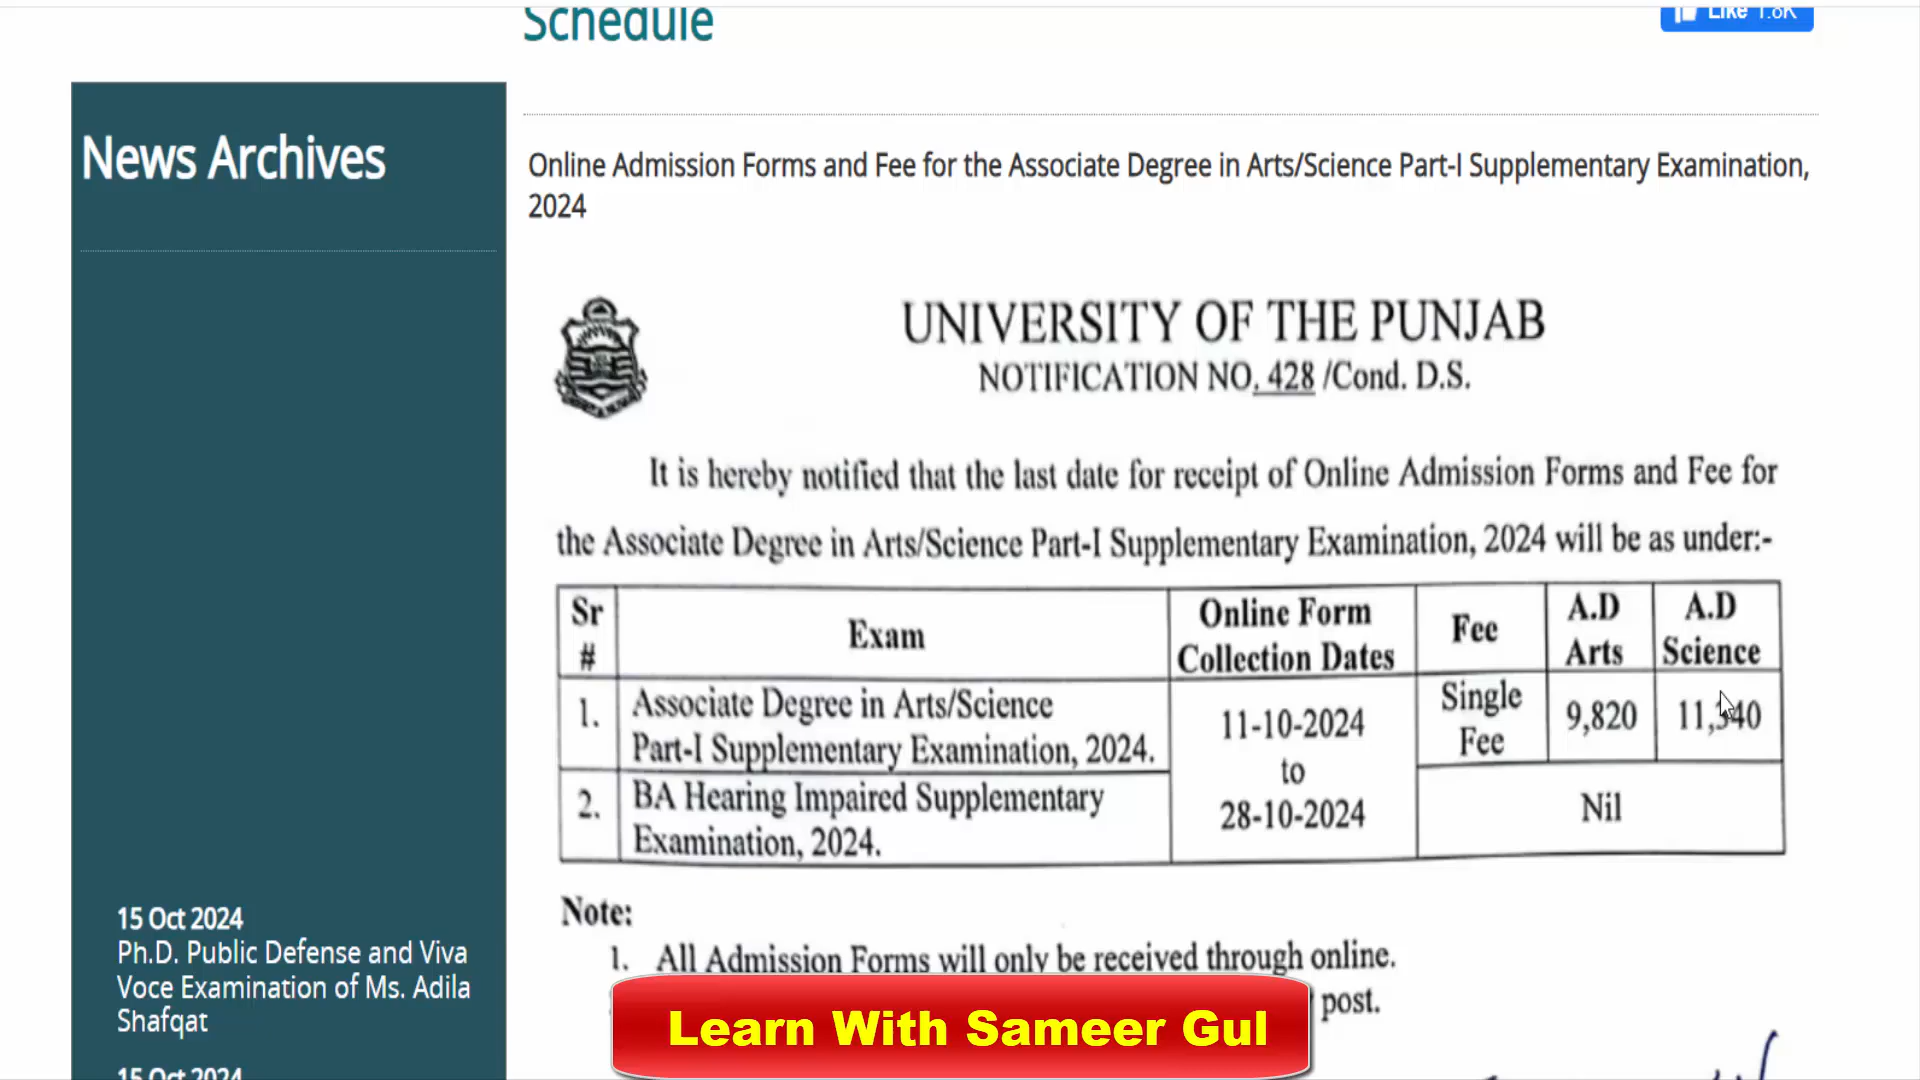 Schedule
Like 1.6K
News Archives
Online Admission Forms and Fee for the Associate Degree in Arts/Science Part-I Supplementary Examination,
2024
UNIVERSITY OF THE PUNJAB
NOTIFICATION NO. 428 /Cond. D.S.
It is hereby notified that the last date for receipt of Online Admission Forms and Fee for
the Associate Degree in Arts/Science Part-I Supplementary Examination, 2024 will be as under:-
Sr # Exam Online Form Collection Dates Fee A.D Arts A.D Science
1. Associate Degree in Arts/Science
Part-I Supplementary Examination, 2024.
11-10-2024
to
28-10-2024
Single Fee 9,820
2. BA Hearing Impaired Supplementary
Examination, 2024.
Nil
Note:
1. All Admission Forms will only be received through online.
post.
15 Oct 2024
Ph.D. Public Defense and Viva
Voce Examination of Ms. Adila
Shafqat
15 Oct 2024
Learn With Sameer Gul